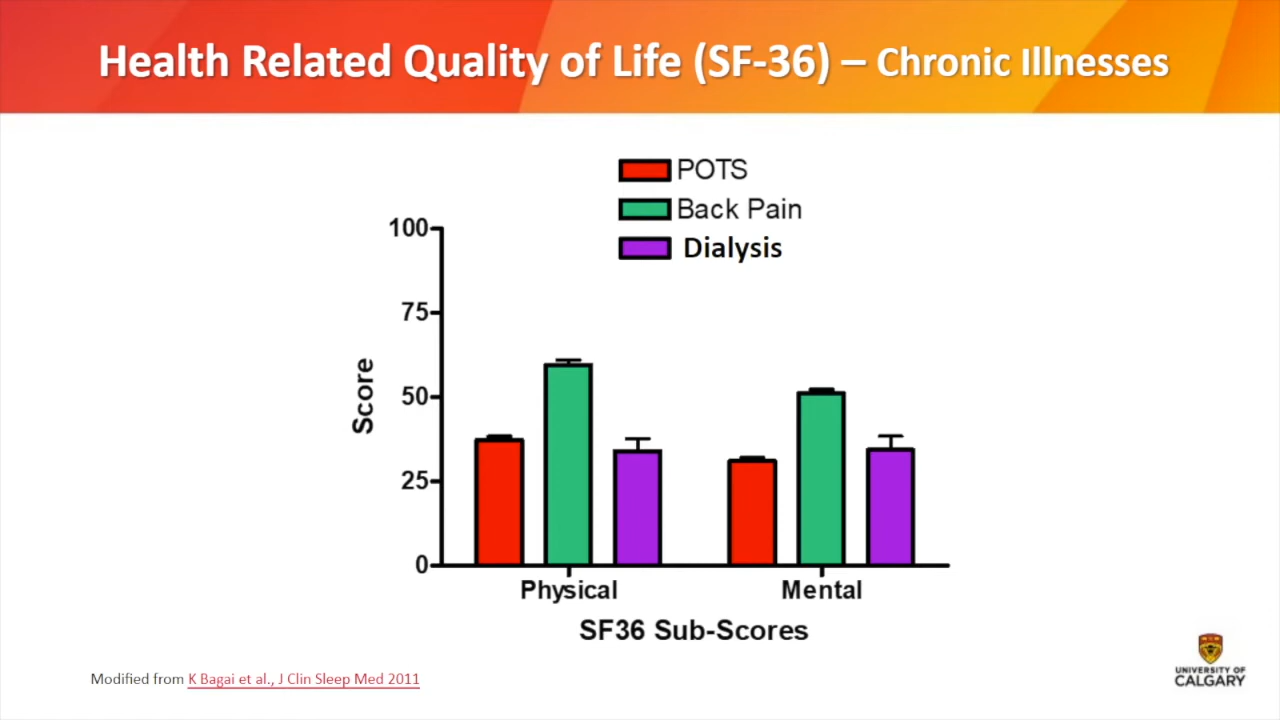 Health Related Quality of Life (SF-36) – Chronic Illnesses
POTS
Back Pain
Dialysis
100
75
50
25
0
Score
Physical
Mental
SF36 Sub-Scores
Modified from K Bagai et al., J Clin Sleep Med 2011
UNIVERSITY OF
CALGARY